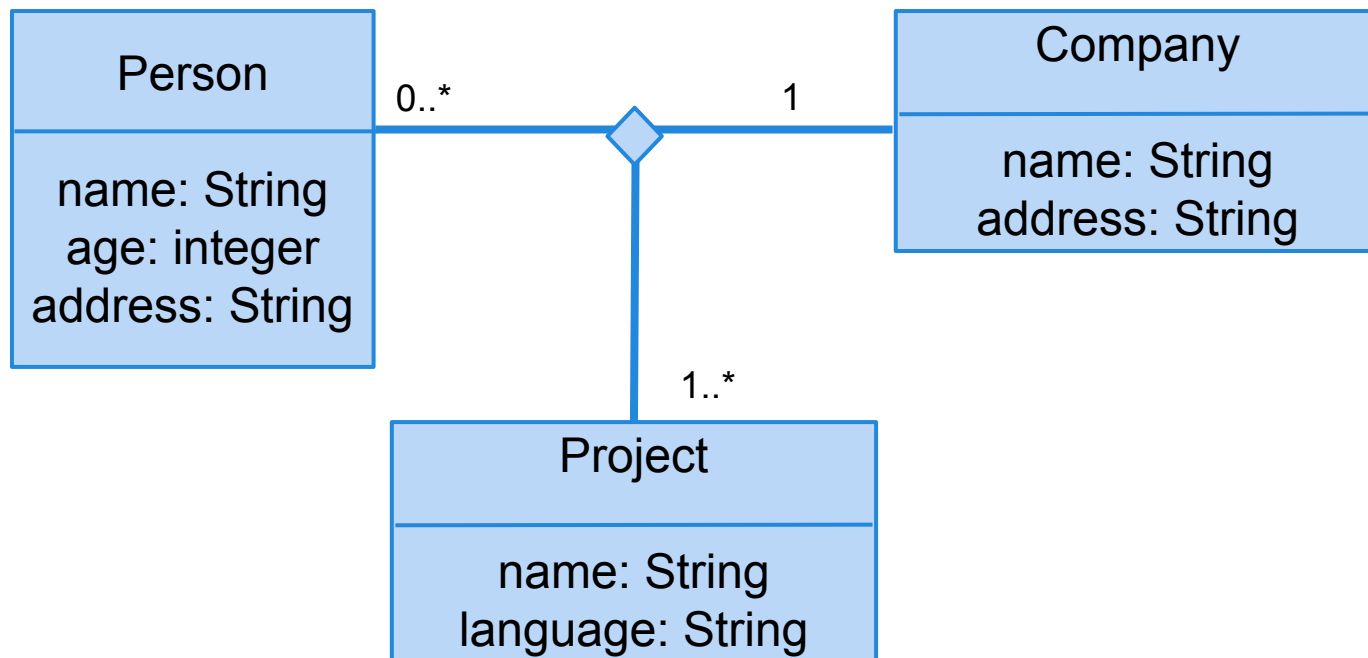 Person
name: String
age: integer
address: String
0..*
1
Company
name: String
address: String
1..*
Project
name: String
language: String